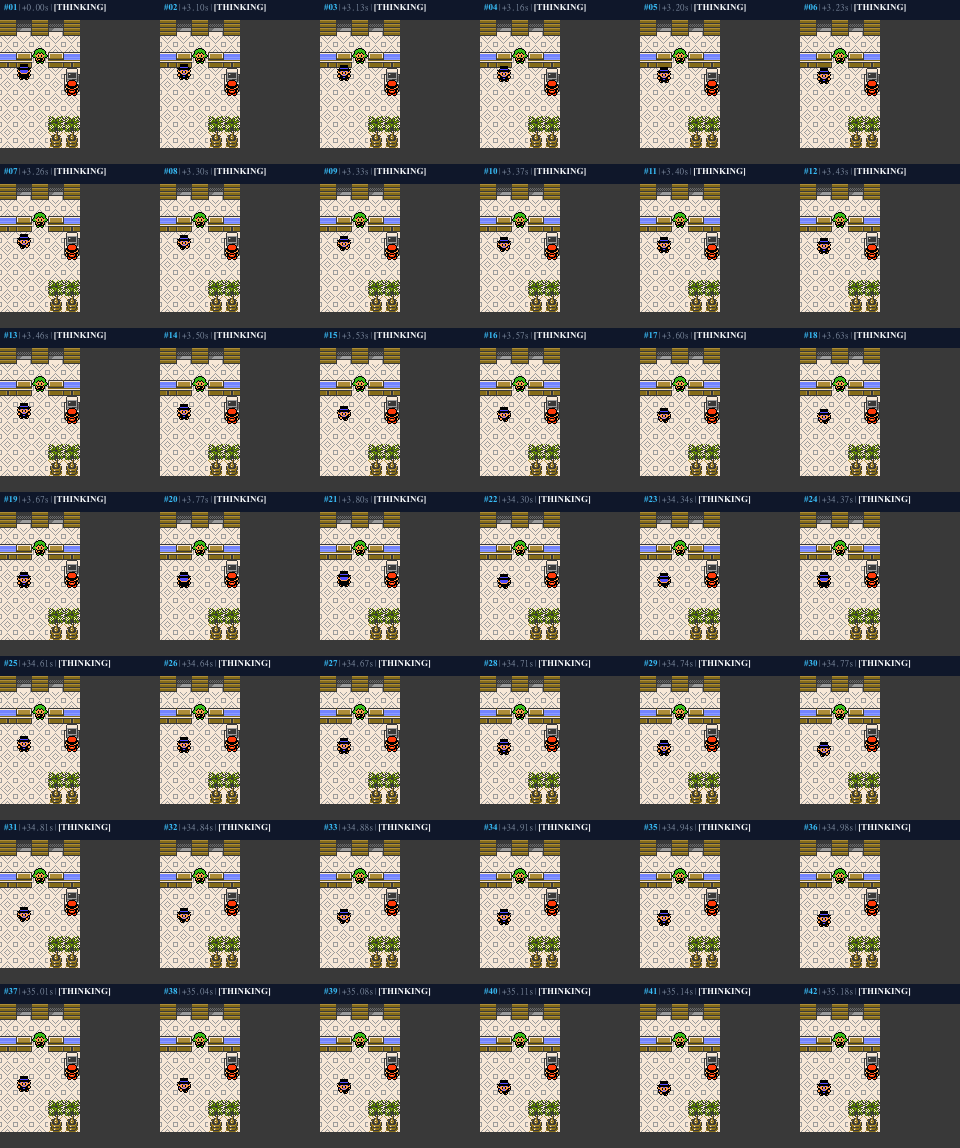 #01|+0.00s|[THINKING] #02|+3.10s|[THINKING] #03|+3.13s|[THINKING] #04|+3.16s|[THINKING] #05|+3.20s|[THINKING] #06|+3.23s|[THINKING]
#07|+3.26s|[THINKING] #08|+3.30s|[THINKING] #09|+3.33s|[THINKING] #10|+3.37s|[THINKING] #11|+3.40s|[THINKING] #12|+3.43s|[THINKING]
#13|+3.46s|[THINKING] #14|+3.50s|[THINKING] #15|+3.53s|[THINKING] #16|+3.57s|[THINKING] #17|+3.60s|[THINKING] #18|+3.63s|[THINKING]
#19|+3.67s|[THINKING] #20|+3.77s|[THINKING] #21|+3.80s|[THINKING] #22|+34.30s|[THINKING] #23|+34.34s|[THINKING] #24|+34.37s|[THINKING]
#25|+34.61s|[THINKING] #26|+34.64s|[THINKING] #27|+34.67s|[THINKING] #28|+34.71s|[THINKING] #29|+34.74s|[THINKING] #30|+34.77s|[THINKING]
#31|+34.81s|[THINKING] #32|+34.84s|[THINKING] #33|+34.88s|[THINKING] #34|+34.91s|[THINKING] #35|+34.94s|[THINKING] #36|+34.98s|[THINKING]
#37|+35.01s|[THINKING] #38|+35.04s|[THINKING] #39|+35.08s|[THINKING] #40|+35.11s|[THINKING] #41|+35.14s|[THINKING] #42|+35.18s|[THINKING]